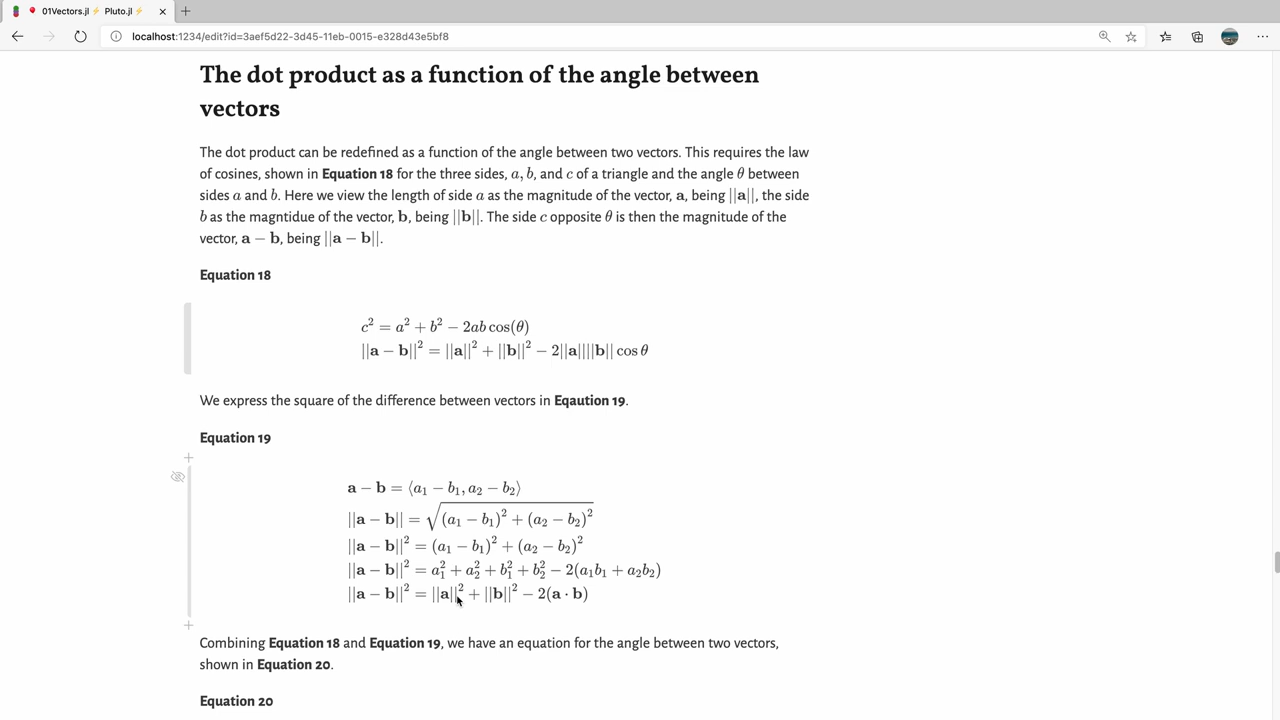 01Vectors.jl ⚡ Pluto.jl ⚡
localhost:1234/edit?id=3aef5d22-3d45-11eb-0015-e328d43e5bf8
The dot product as a function of the angle between
vectors
The dot product can be redefined as a function of the angle between two vectors. This requires the law
of cosines, shown in Equation 18 for the three sides, a, b, and c of a triangle and the angle θ between
sides a and b. Here we view the length of side a as the magnitude of the vector, a, being ||a||, the side
b as the magntidue of the vector, b, being ||b||. The side c opposite θ is then the magnitude of the
vector, a − b, being ||a − b||.
Equation 18
c² = a² + b² − 2ab cos(θ)
||a − b||² = ||a||² + ||b||² − 2||a||||b|| cos θ
We express the square of the difference between vectors in Eqaution 19.
Equation 19
a − b = ⟨a₁ − b₁, a₂ − b₂⟩
||a − b|| = √((a₁ − b₁)² + (a₂ − b₂)²)
||a − b||² = (a₁ − b₁)² + (a₂ − b₂)²
||a − b||² = a₁² + a₂² + b₁² + b₂² − 2(a₁b₁ + a₂b₂)
||a − b||² = ||a||² + ||b||² − 2(a · b)
Combining Equation 18 and Equation 19, we have an equation for the angle between two vectors,
shown in Equation 20.
Equation 20